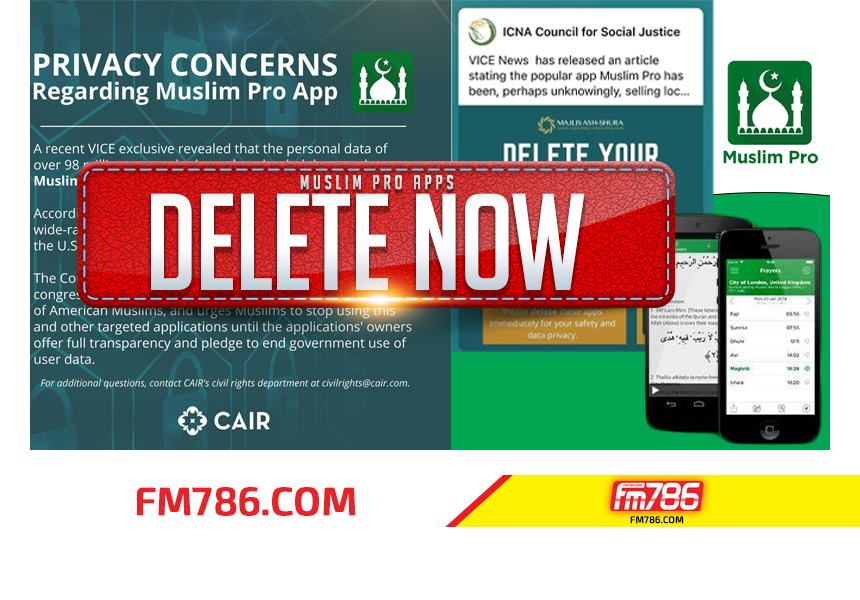 PRIVACY CONCERNS
Regarding Muslim Pro App
A recent VICE exclusive revealed that the personal data of
over 98
Muslim
Accordi
wide-ra
the U.S
The Co
congres
of American Muslims, and urges Muslims to stop using this
and other targeted applications until the applications' owners
offer full transparency and pledge to end government use of
user data.
For additional questions, contact CAIR's civil rights department at civilrights@cair.com.
CAIR
ICNA Council for Social Justice
VICE News has released an article
stating the popular app Muslim Pro has
been, perhaps unknowingly, selling loc...
MAJLIS ASH-SHURA
DELETE YOUR
MUSLIM PRO APPS
DELETE NOW
Please delete these apps
immediately for your safety and
data privacy.
Muslim Pro
Prayers
City of London, United Kingdom
Mon 20 Jan 2014
Fajr 05:56
Sunrise 07:55
Dhuhr 12:11
Asr 14:02
Maghrib 16:26
Isha'a 18:20
FM786.COM
fm786
FM786.COM